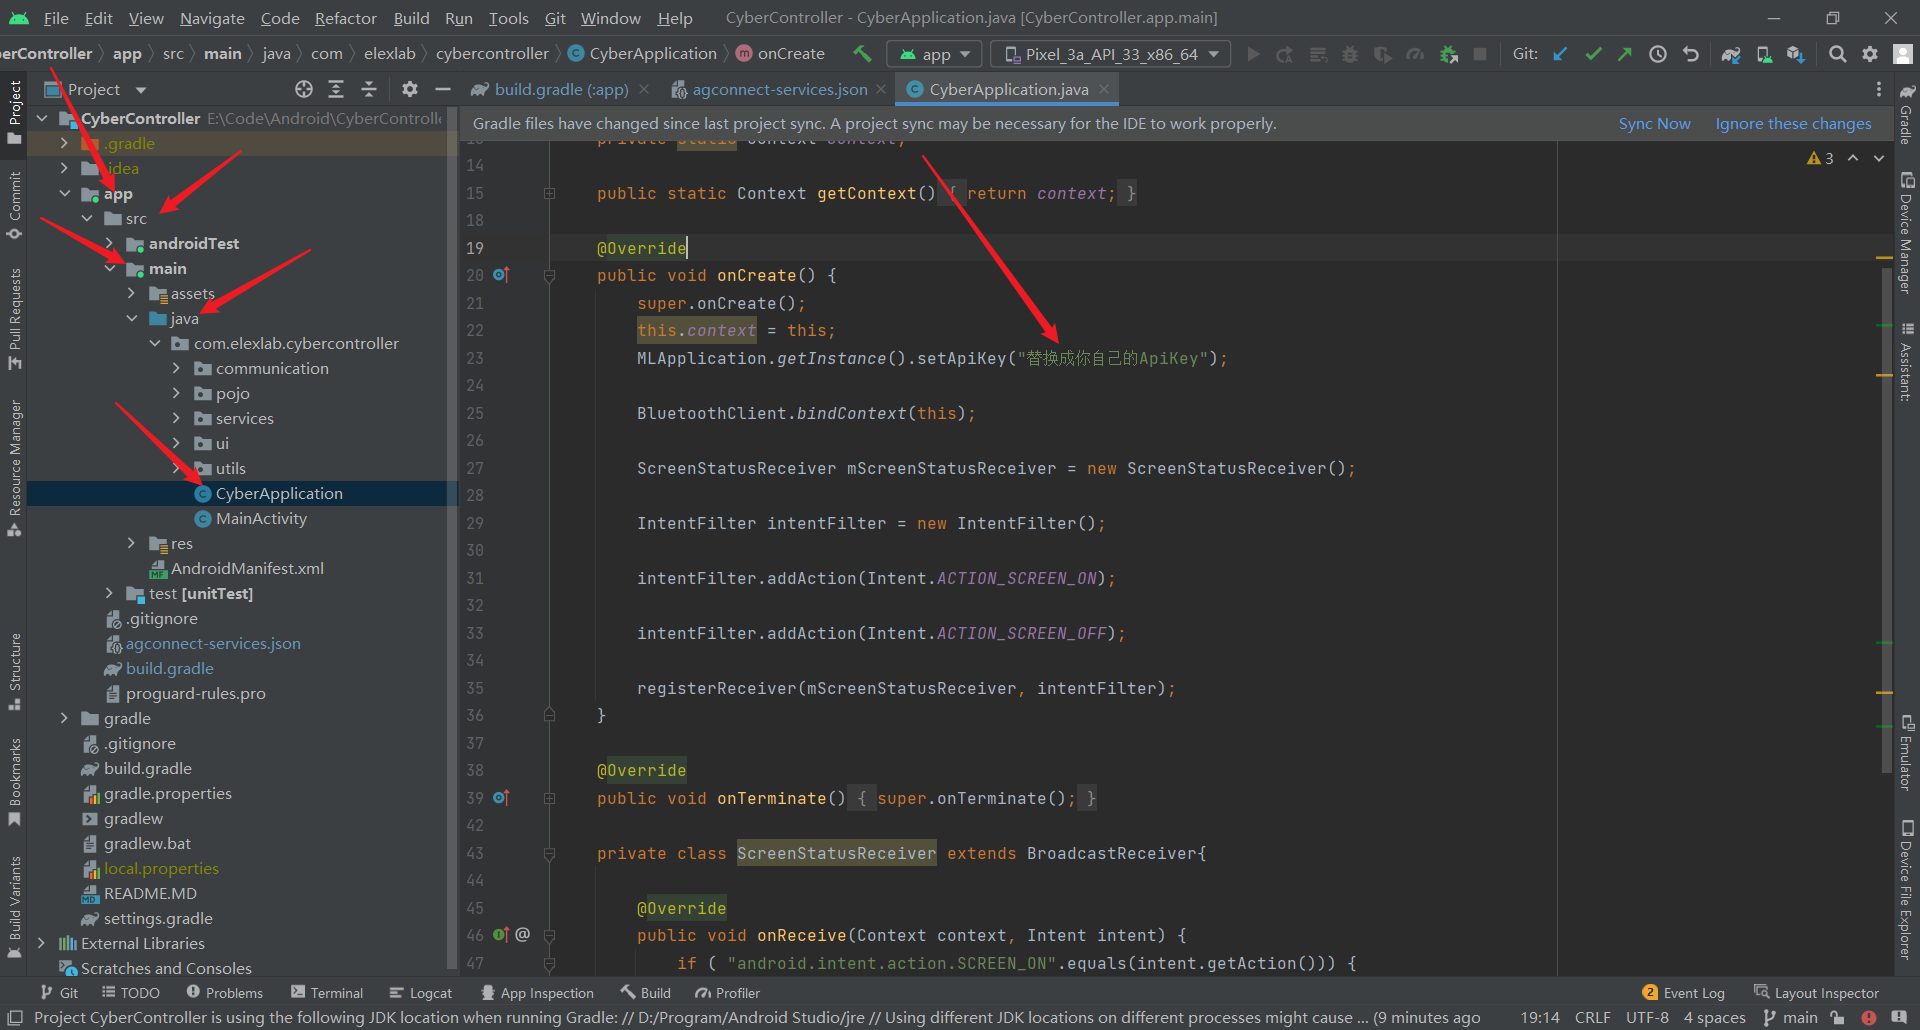 File Edit View Navigate Code Refactor Build Run Tools Git Window Help CyberController - CyberApplication.java [CyberController.app.main]
erController app src main java com elexlab cybercontroller CyberApplication onCreate app Pixel_3a_API_33_x86_64 Git:
Project
build.gradle (:app) agconnect-services.json CyberApplication.java
Gradle files have changed since last project sync. A project sync may be necessary for the IDE to work properly. Sync Now Ignore these changes
Project
Commit
Pull Requests
Resource Manager
Structure
Bookmarks
Build Variants
CyberController E:\Code\Android\CyberControlle
.gradle
idea
app
src
androidTest
main
assets
java
com.elexlab.cybercontroller
communication
pojo
services
ui
utils
CyberApplication
MainActivity
res
AndroidManifest.xml
test [unitTest]
.gitignore
agconnect-services.json
build.gradle
proguard-rules.pro
gradle
.gitignore
build.gradle
gradle.properties
gradlew
gradlew.bat
local.properties
README.MD
settings.gradle
External Libraries
Scratches and Consoles
3
13 private static Context context;
14
15 public static Context getContext() { return context; }
18
19 @Override
20 public void onCreate() {
21 super.onCreate();
22 this.context = this;
23 MLApplication.getInstance().setApiKey("替换成你自己的ApiKey");
24
25 BluetoothClient.bindContext(this);
26
27 ScreenStatusReceiver mScreenStatusReceiver = new ScreenStatusReceiver();
28
29 IntentFilter intentFilter = new IntentFilter();
30
31 intentFilter.addAction(Intent.ACTION_SCREEN_ON);
32
33 intentFilter.addAction(Intent.ACTION_SCREEN_OFF);
34
35 registerReceiver(mScreenStatusReceiver, intentFilter);
36 }
37
38 @Override
39 public void onTerminate() { super.onTerminate(); }
42
43 private class ScreenStatusReceiver extends BroadcastReceiver{
44
45 @Override
46 @ public void onReceive(Context context, Intent intent) {
47 if ( "android.intent.action.SCREEN_ON".equals(intent.getAction())) {
Gradle
Device Manager
Assistant:
Emulator
Device File Explorer
Git TODO Problems Terminal Logcat App Inspection Build Profiler 2 Event Log Layout Inspector
Project CyberController is using the following JDK location when running Gradle: // D:/Program/Android Studio/jre // Using different JDK locations on different processes might cause ... (9 minutes ago 19:14 CRLF UTF-8 4 spaces main